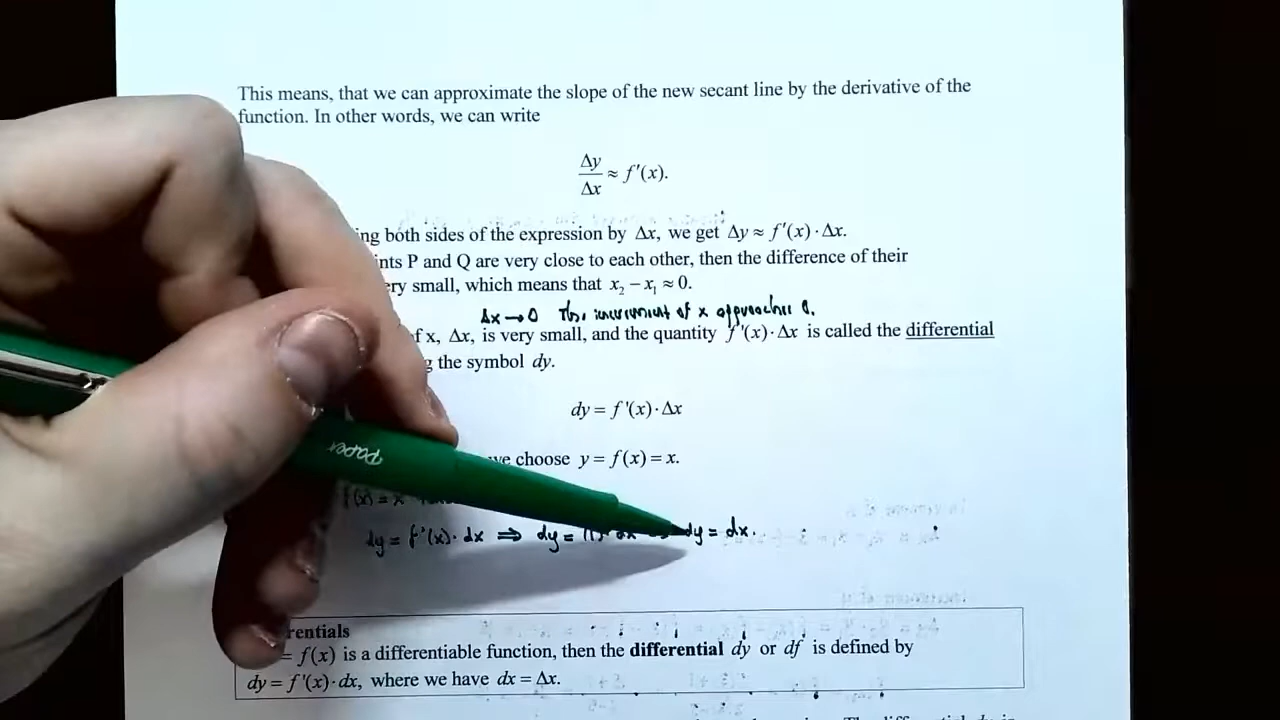 This means, that we can approximate the slope of the new secant line by the derivative of the
function. In other words, we can write
Δy/Δx ≈ f'(x).
ing both sides of the expression by Δx, we get Δy ≈ f'(x)·Δx.
ints P and Q are very close to each other, then the difference of their
ery small, which means that x₂ − x₁ ≈ 0.
Δx→0 The increment of x approaches 0.
f x, Δx, is very small, and the quantity f'(x)·Δx is called the differential
g the symbol dy.
dy = f'(x)·Δx
Paper
we choose y = f(x) = x.
f(x) = x
dy = f'(x)·dx ⇒ dy = dy = dx.
rentials
= f(x) is a differentiable function, then the differential dy or df is defined by
dy = f'(x)·dx, where we have dx = Δx.